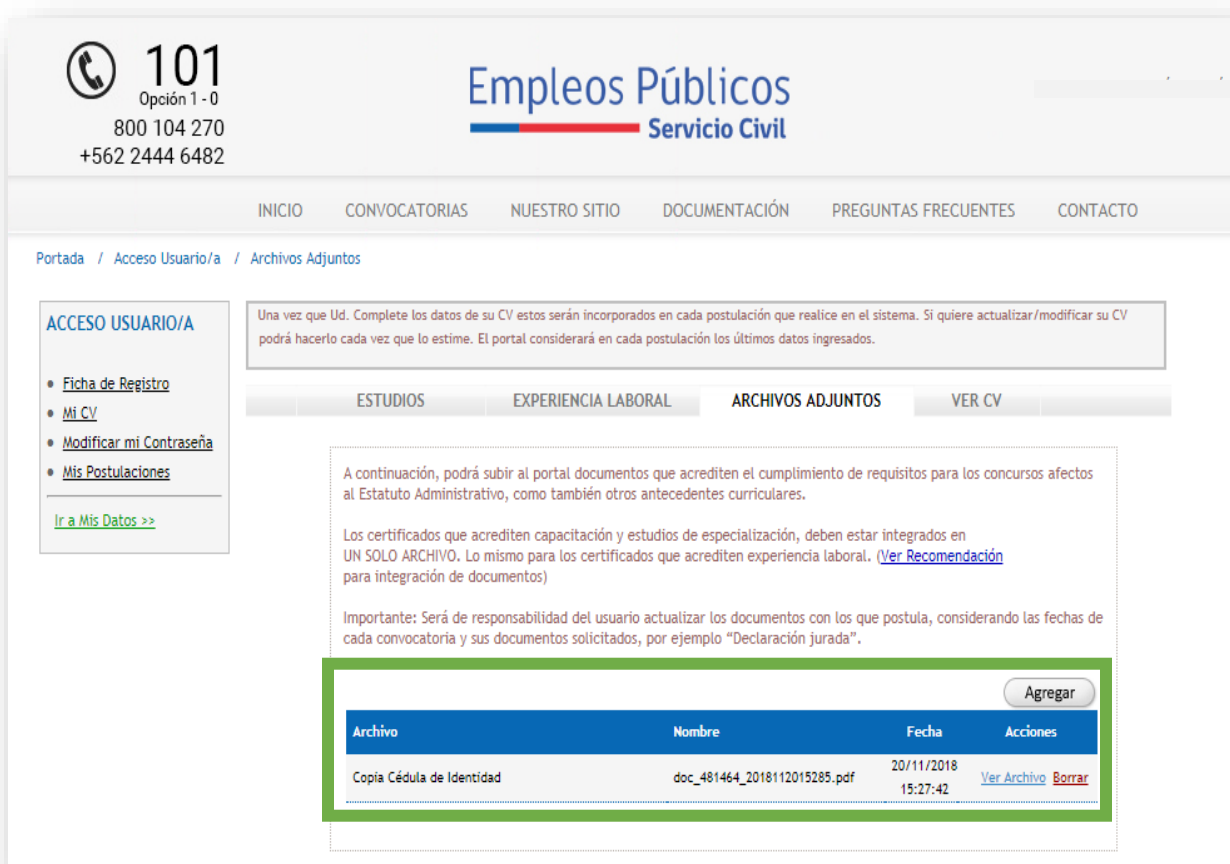 101
Opción 1 - 0
800 104 270
+562 2444 6482
Empleos Públicos
Servicio Civil
INICIO CONVOCATORIAS NUESTRO SITIO DOCUMENTACIÓN PREGUNTAS FRECUENTES CONTACTO
Portada / Acceso Usuario/a / Archivos Adjuntos
ACCESO USUARIO/A
Ficha de Registro
Mi CV
Modificar mi Contraseña
Mis Postulaciones
Ir a Mis Datos >>
Una vez que Ud. Complete los datos de su CV estos serán incorporados en cada postulación que realice en el sistema. Si quiere actualizar/modificar su CV
podrá hacerlo cada vez que lo estime. El portal considerará en cada postulación los últimos datos ingresados.
ESTUDIOS EXPERIENCIA LABORAL ARCHIVOS ADJUNTOS VER CV
A continuación, podrá subir al portal documentos que acrediten el cumplimiento de requisitos para los concursos afectos
al Estatuto Administrativo, como también otros antecedentes curriculares.
Los certificados que acrediten capacitación y estudios de especialización, deben estar integrados en
UN SOLO ARCHIVO. Lo mismo para los certificados que acrediten experiencia laboral. (Ver Recomendación
para integración de documentos)
Importante: Será de responsabilidad del usuario actualizar los documentos con los que postula, considerando las fechas de
cada convocatoria y sus documentos solicitados, por ejemplo “Declaración jurada”.
Agregar
Archivo Nombre Fecha Acciones
Copia Cédula de Identidad doc_481464_2018112015285.pdf 20/11/2018 Ver Archivo Borrar
15:27:42